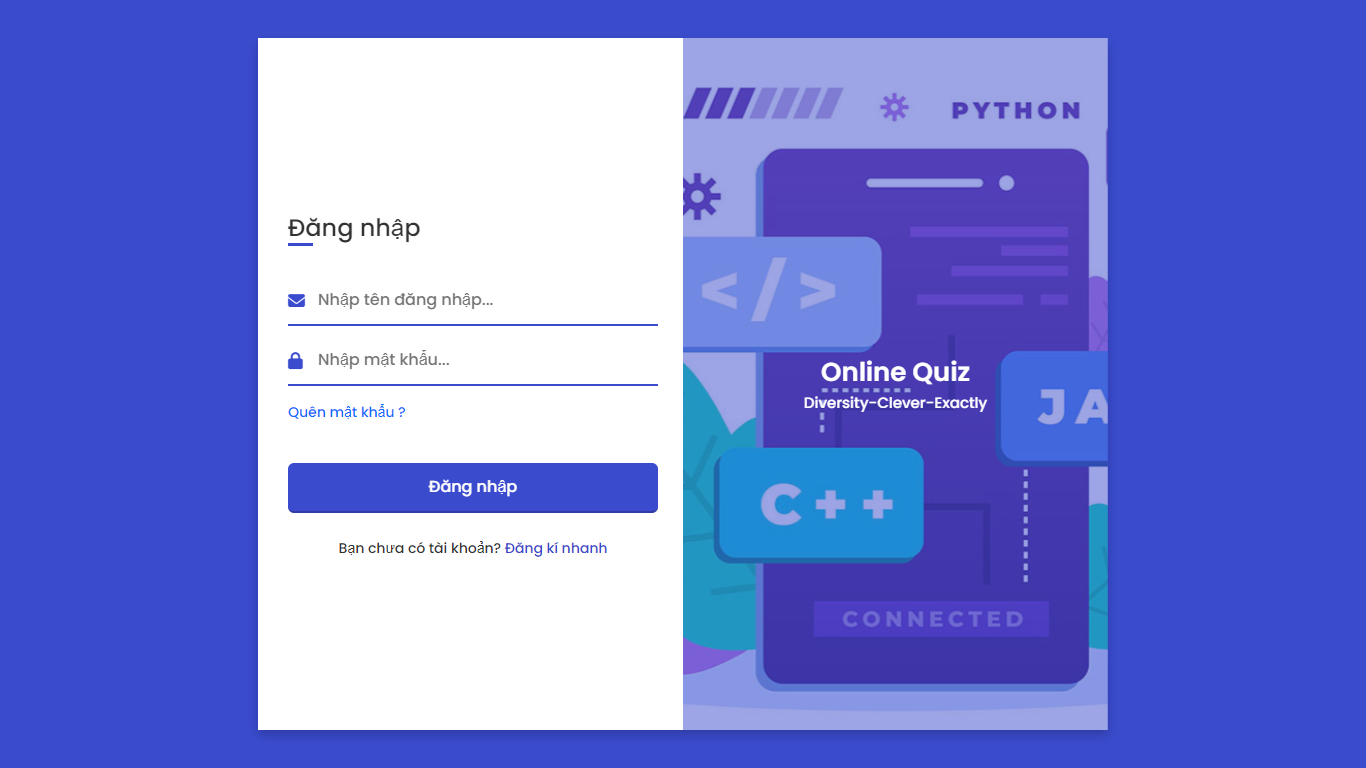 Đăng nhập
Nhập tên đăng nhập...
Nhập mật khẩu...
Quên mật khẩu ?
Đăng nhập
Bạn chưa có tài khoản? Đăng kí nhanh
PYTHON
</>
Online Quiz
Diversity-Clever-Exactly
JA
C++
CONNECTED